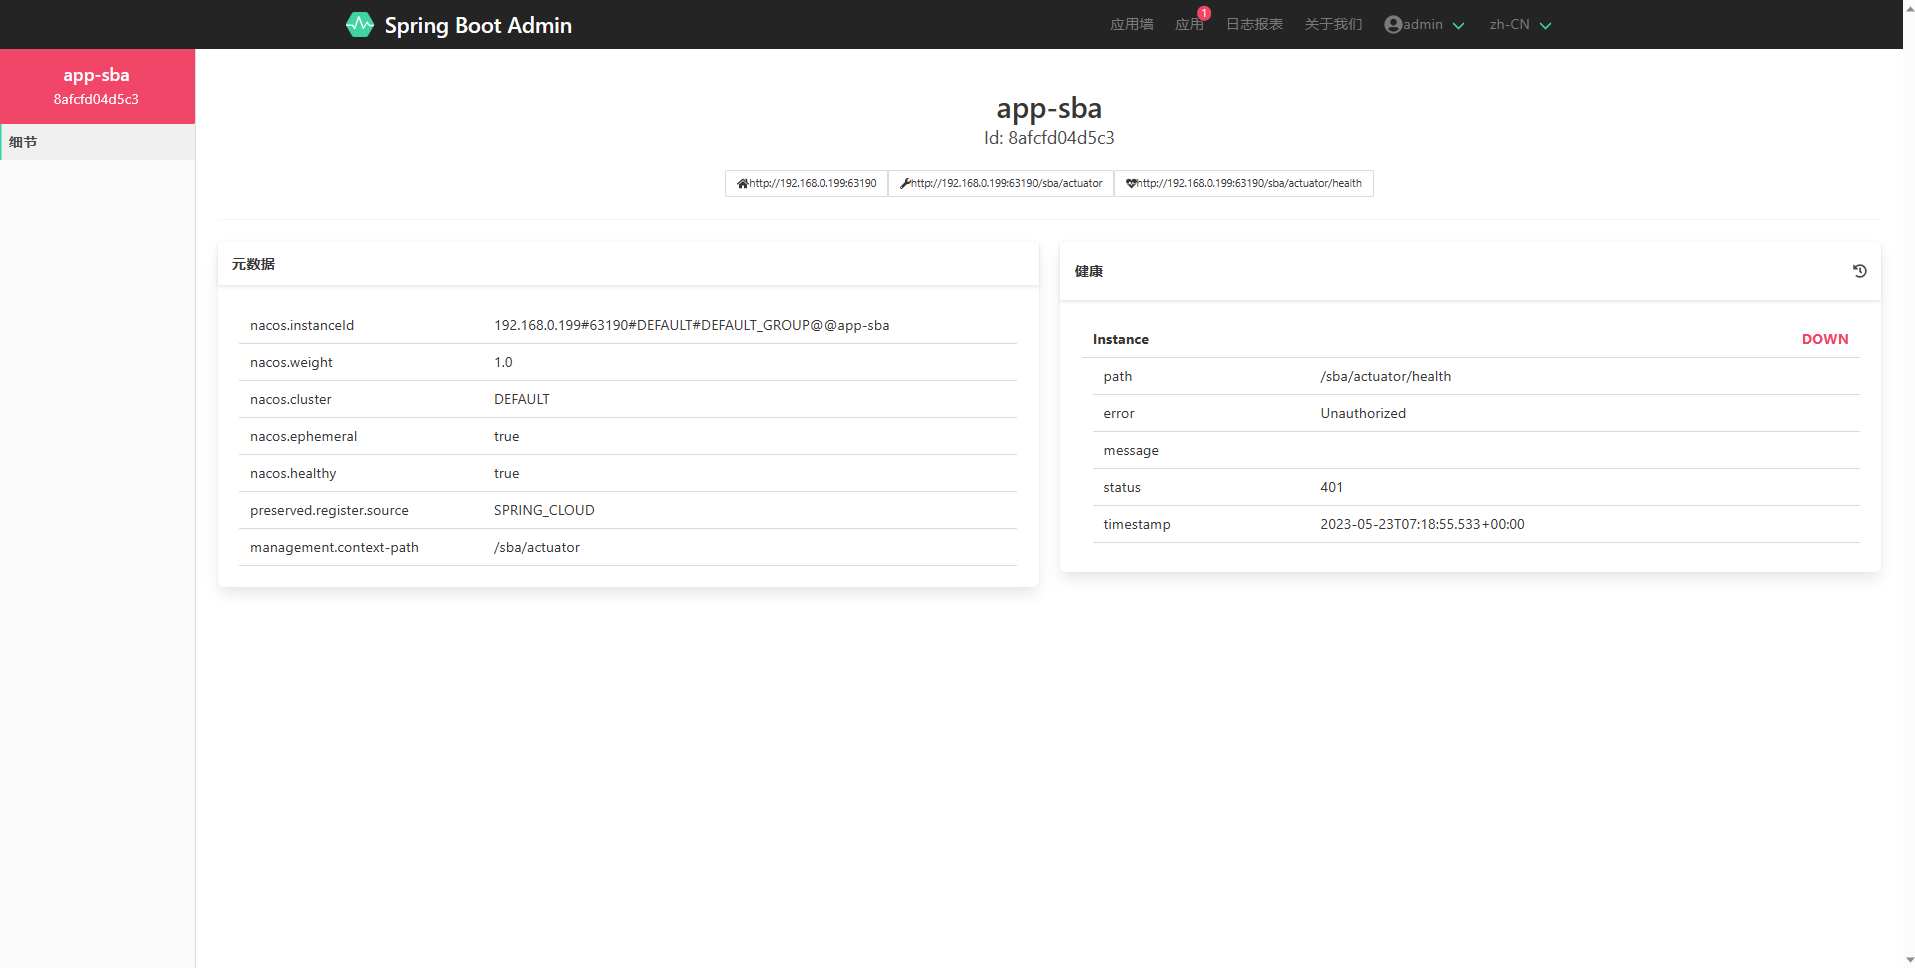 Spring Boot Admin
应用墙 应用 1 日志报表 关于我们 admin zh-CN
app-sba
8afcfd04d5c3
细节
app-sba
Id: 8afcfd04d5c3
http://192.168.0.199:63190 http://192.168.0.199:63190/sba/actuator http://192.168.0.199:63190/sba/actuator/health
元数据
nacos.instanceId 192.168.0.199#63190#DEFAULT#DEFAULT_GROUP@@app-sba
nacos.weight 1.0
nacos.cluster DEFAULT
nacos.ephemeral true
nacos.healthy true
preserved.register.source SPRING_CLOUD
management.context-path /sba/actuator
健康
Instance DOWN
path /sba/actuator/health
error Unauthorized
message
status 401
timestamp 2023-05-23T07:18:55.533+00:00